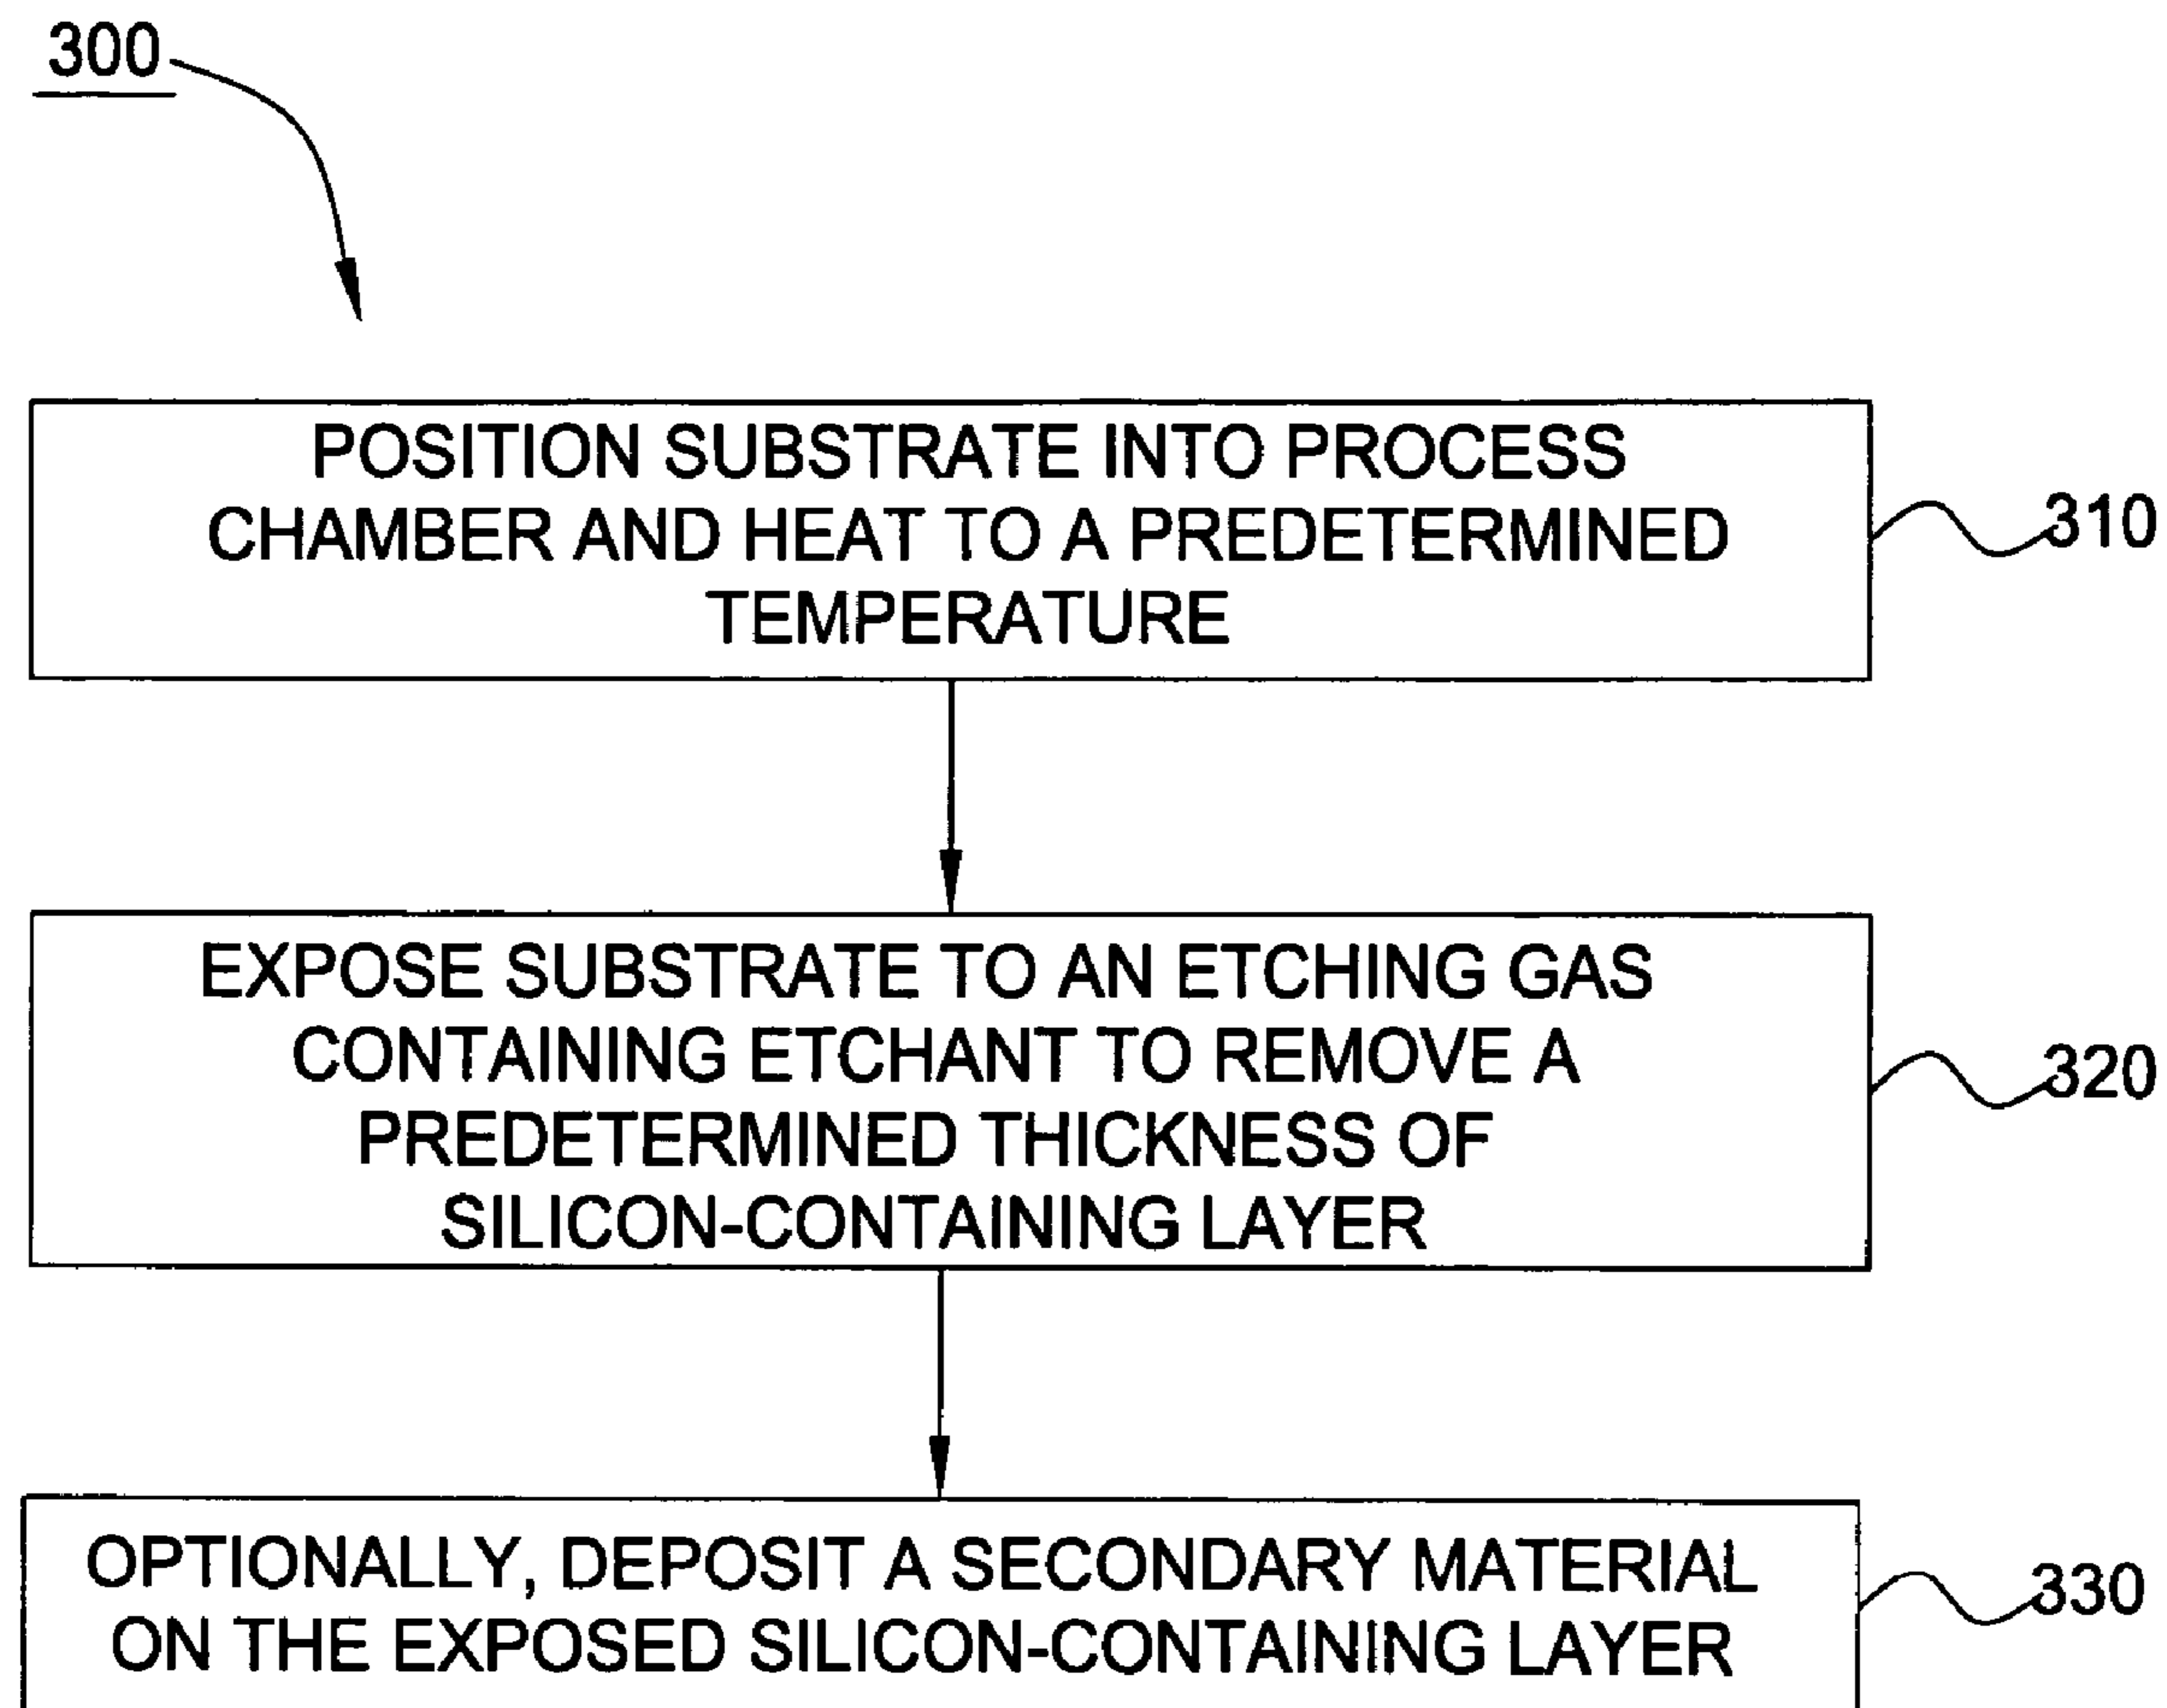 300
POSITION SUBSTRATE INTO PROCESS
CHAMBER AND HEAT TO A PREDETERMINED
TEMPERATURE
310
EXPOSE SUBSTRATE TO AN ETCHING GAS
CONTAINING ETCHANT TO REMOVE A
PREDETERMINED THICKNESS OF
SILICON-CONTAINING LAYER
320
OPTIONALLY, DEPOSIT A SECONDARY MATERIAL
ON THE EXPOSED SILICON-CONTAINING LAYER
330